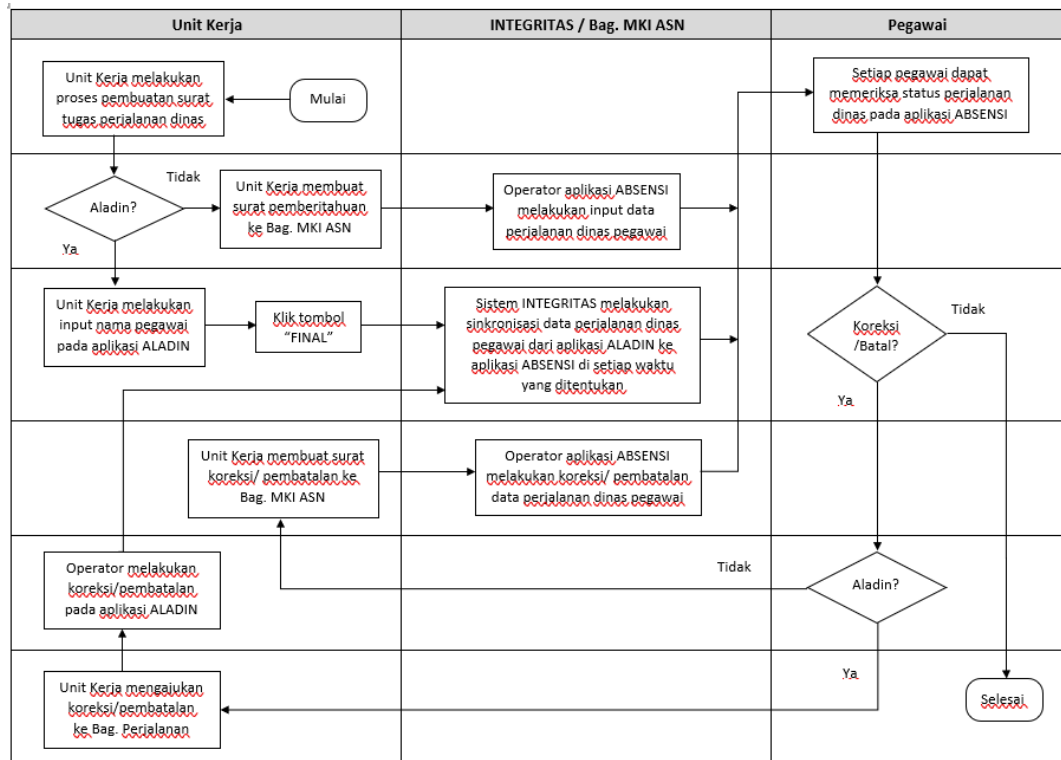 Unit Kerja
INTEGRITAS / Bag. MKI ASN
Pegawai
Unit Kerja melakukan
proses pembuatan surat
tugas perjalanan dinas
Mulai
Setiap pegawai dapat
memeriksa status perjalanan
dinas pada aplikasi ABSENSI
Aladin?
Tidak
Ya
Unit Kerja membuat
surat pemberitahuan
ke Bag. MKI ASN
Operator aplikasi ABSENSI
melakukan input data
perjalanan dinas pegawai
Unit Kerja melakukan
input nama pegawai
pada aplikasi ALADIN
Klik tombol
“FINAL”
Sistem INTEGRITAS melakukan
sinkronisasi data perjalanan dinas
pegawai dari aplikasi ALADIN ke
aplikasi ABSENSI di setiap waktu
yang ditentukan
Koreksi
/Batal?
Tidak
Ya
Unit Kerja membuat surat
koreksi/ pembatalan ke
Bag. MKI ASN
Operator aplikasi ABSENSI
melakukan koreksi/ pembatalan
data perjalanan dinas pegawai
Operator melakukan
koreksi/pembatalan
pada aplikasi ALADIN
Tidak
Aladin?
Ya
Unit Kerja mengajukan
koreksi/pembatalan
ke Bag. Perjalanan
Selesai